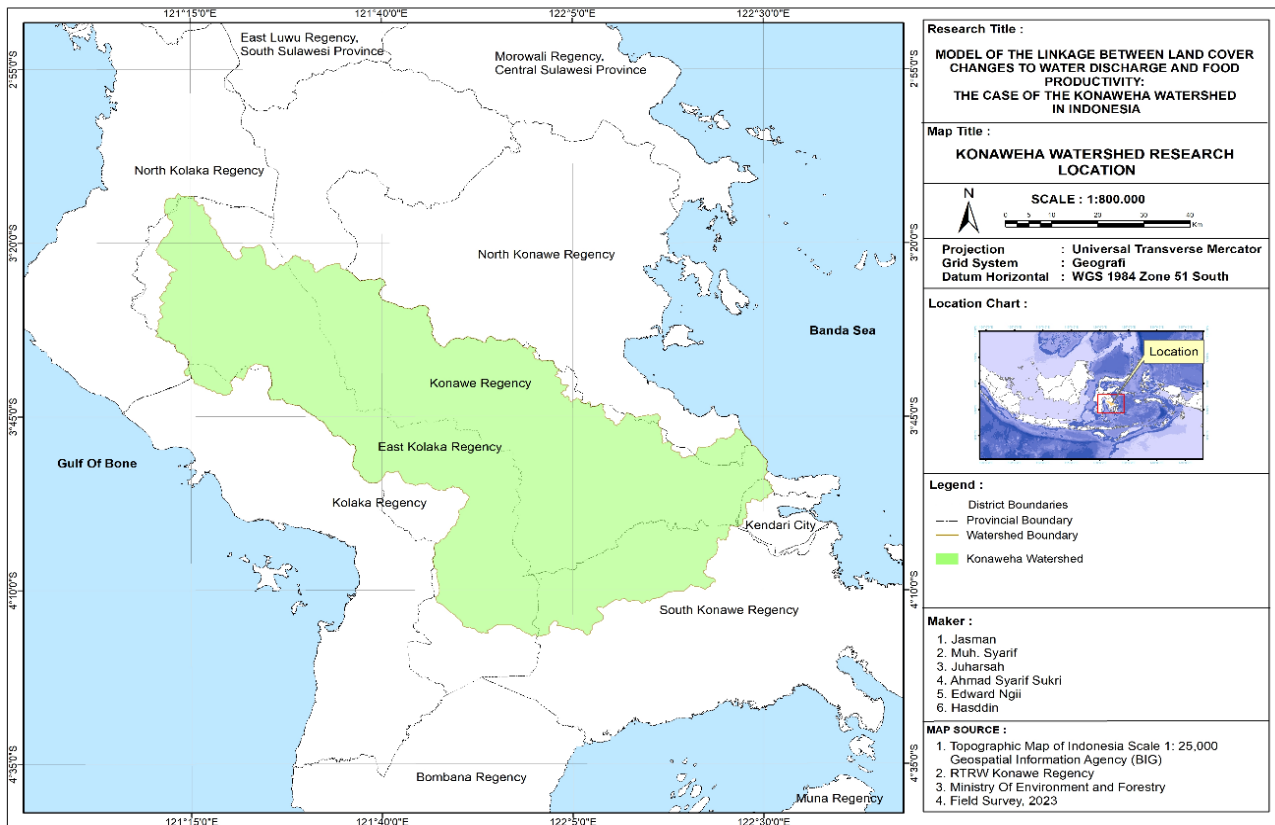 121°15'0"E 121°40'0"E 122°5'0"E 122°30'0"E
2°55'0"S
3°20'0"S
3°45'0"S
4°10'0"S
4°35'0"S
East Luwu Regency,
South Sulawesi Province
Morowali Regency,
Central Sulawesi Province
North Kolaka Regency
North Konawe Regency
Banda Sea
Konawe Regency
East Kolaka Regency
Gulf Of Bone
Kolaka Regency
Kendari City
South Konawe Regency
Bombana Regency
Muna Regency
2°55'0"S
3°20'0"S
3°45'0"S
4°10'0"S
4°35'0"S
121°15'0"E 121°40'0"E 122°5'0"E 122°30'0"E
Research Title :
MODEL OF THE LINKAGE BETWEEN LAND COVER
CHANGES TO WATER DISCHARGE AND FOOD
PRODUCTIVITY:
THE CASE OF THE KONAWEHA WATERSHED
IN INDONESIA
Map Title :
KONAWEHA WATERSHED RESEARCH
LOCATION
N
SCALE : 1:800.000
0 5 10 20 30 40
Km
Projection : Universal Transverse Mercator
Grid System : Geografi
Datum Horizontal : WGS 1984 Zone 51 South
Location Chart :
Location
Legend :
District Boundaries
Provincial Boundary
Watershed Boundary
Konaweha Watershed
Maker :
1. Jasman
2. Muh. Syarif
3. Juharsah
4. Ahmad Syarif Sukri
5. Edward Ngii
6. Hasddin
MAP SOURCE :
1. Topographic Map of Indonesia Scale 1: 25,000
Geospatial Information Agency (BIG)
2. RTRW Konawe Regency
3. Ministry Of Environment and Forestry
4. Field Survey, 2023